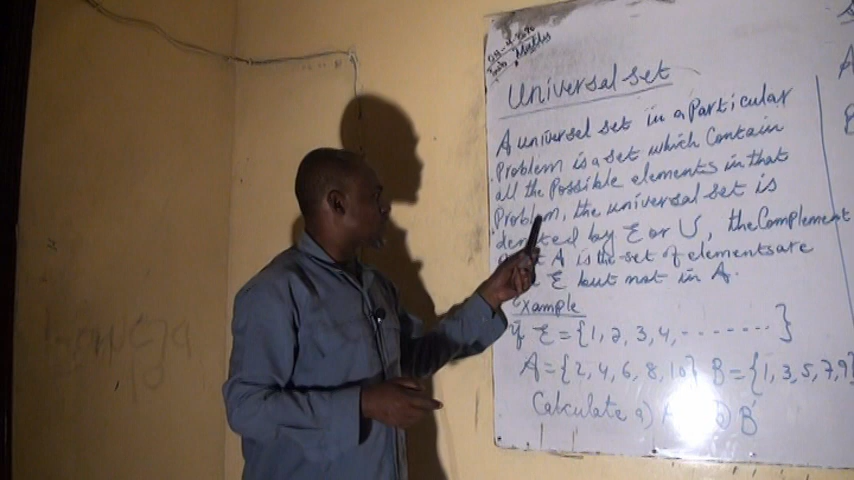 Maths
Universal set
A universal set in a Particular
Problem is a set which Contain
all the Possible elements in that
Problem, the universal set is
denoted by ℰ or U, the Complement
A is the set of elements are
ℰ but not in A.
Example
If ℰ = {1, 2, 3, 4, ------- }
A = {2, 4, 6, 8, 10} B = {1, 3, 5, 7, 9}
Calculate a) A b) B'